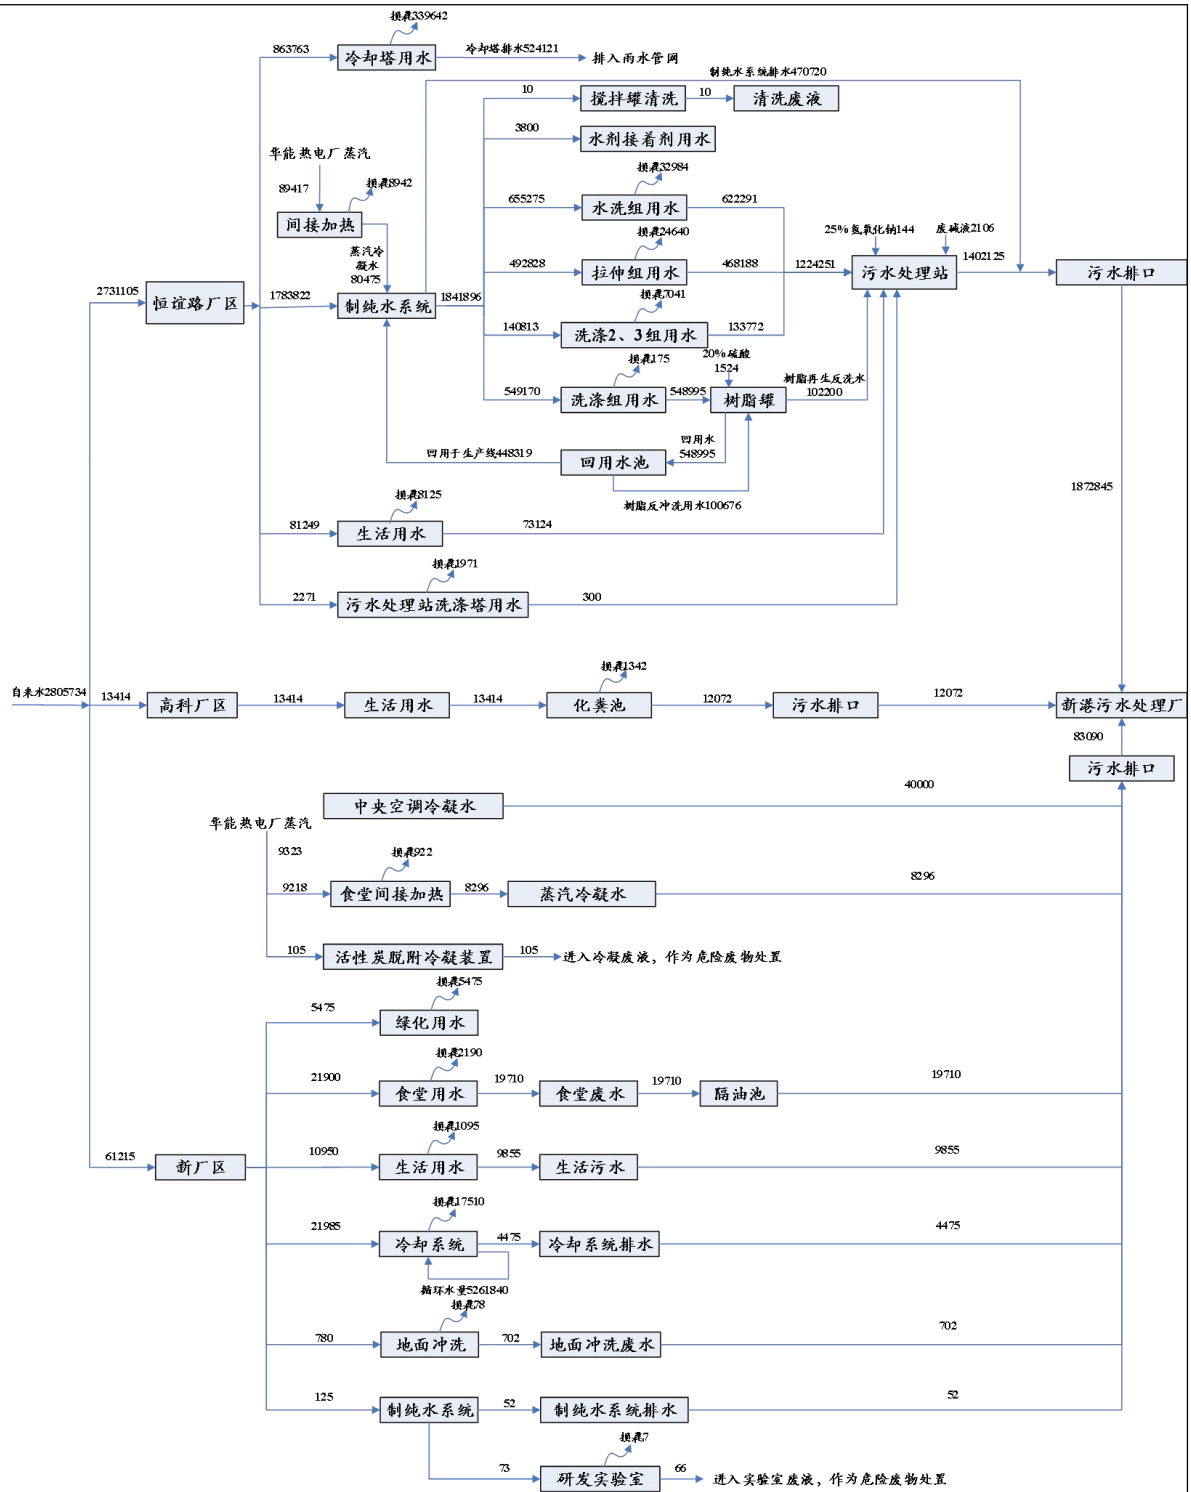 损耗339642
863763
冷却塔用水
冷却塔排水524121
排入雨水管网
制纯水系统排水470720
10
搅拌罐清洗
10
清洗废液
3800
水剂接着剂用水
华能热电厂蒸汽
89417
损耗8942
间接加热
蒸汽冷
凝水
80475
损耗32984
655275
水洗组用水
622291
损耗24640
492828
拉伸组用水
468188
1224251
25%氢氧化钠144
废碱液2106
污水处理站
1402125
污水排口
2731105
恒谊路厂区
1783822
制纯水系统
1841896
损耗7041
140813
洗涤2、3组用水
133772
损耗175
549170
洗涤组用水
548995
20%硫酸
1524
树脂罐
树脂再生反洗水
102200
回用于生产线448319
回用水池
回用水
548995
树脂反冲洗用水100676
1872845
损耗8125
81249
生活用水
73124
损耗1971
2271
污水处理站洗涤塔用水
300
自来水2805734
13414
高科厂区
13414
生活用水
13414
损耗1342
化粪池
12072
污水排口
12072
新港污水处理厂
83090
污水排口
中央空调冷凝水
40000
华能热电厂蒸汽
9323
损耗922
9218
食堂间接加热
8296
蒸汽冷凝水
8296
105
活性炭脱附冷凝装置
105
进入冷凝废液，作为危险废物处置
损耗5475
5475
绿化用水
损耗2190
21900
食堂用水
19710
食堂废水
19710
隔油池
19710
损耗1095
61215
新厂区
10950
生活用水
9855
生活污水
9855
损耗17510
21985
冷却系统
4475
冷却系统排水
4475
循环水量5261840
损耗78
780
地面冲洗
702
地面冲洗废水
702
125
制纯水系统
52
制纯水系统排水
52
损耗7
73
研发实验室
66
进入实验室废液，作为危险废物处置